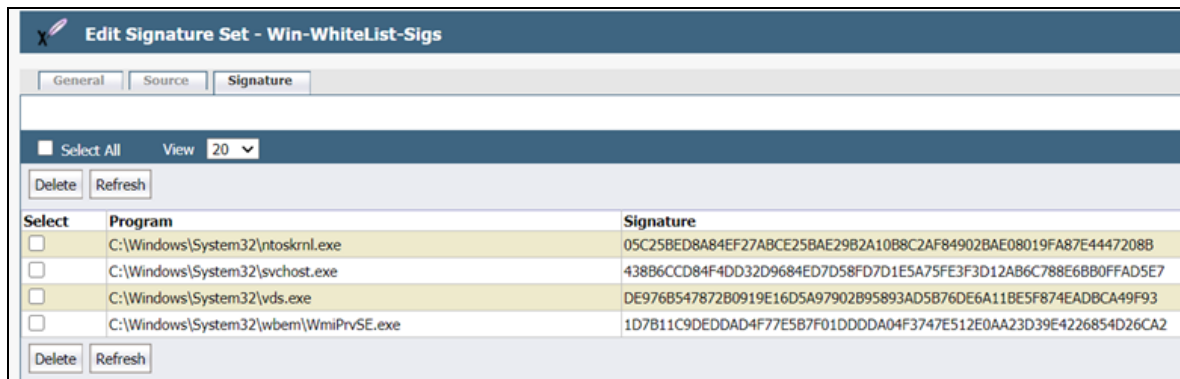 Edit Signature Set - Win-WhiteList-Sigs
General Source Signature
Select All View 20
Delete Refresh
Select Program Signature
C:\Windows\System32\ntoskrnl.exe 05C25BED8A84EF27ABCE25BAE29B2A10B8C2AF84902BAE08019FA87E4447208B
C:\Windows\System32\svchost.exe 438B6CCD84F4DD32D9684ED7D58FD7D1E5A75FE3F3D12AB6C788E6BB0FFAD5E7
C:\Windows\System32\vds.exe DE976B547872B0919E16D5A97902B95893AD5B76DE6A11BE5F874EADBCA49F93
C:\Windows\System32\wbem\WmiPrvSE.exe 1D7B11C9DEDDAD4F77E5B7F01DDDDA04F3747E512E0AA23D39E4226854D26CA2
Delete Refresh